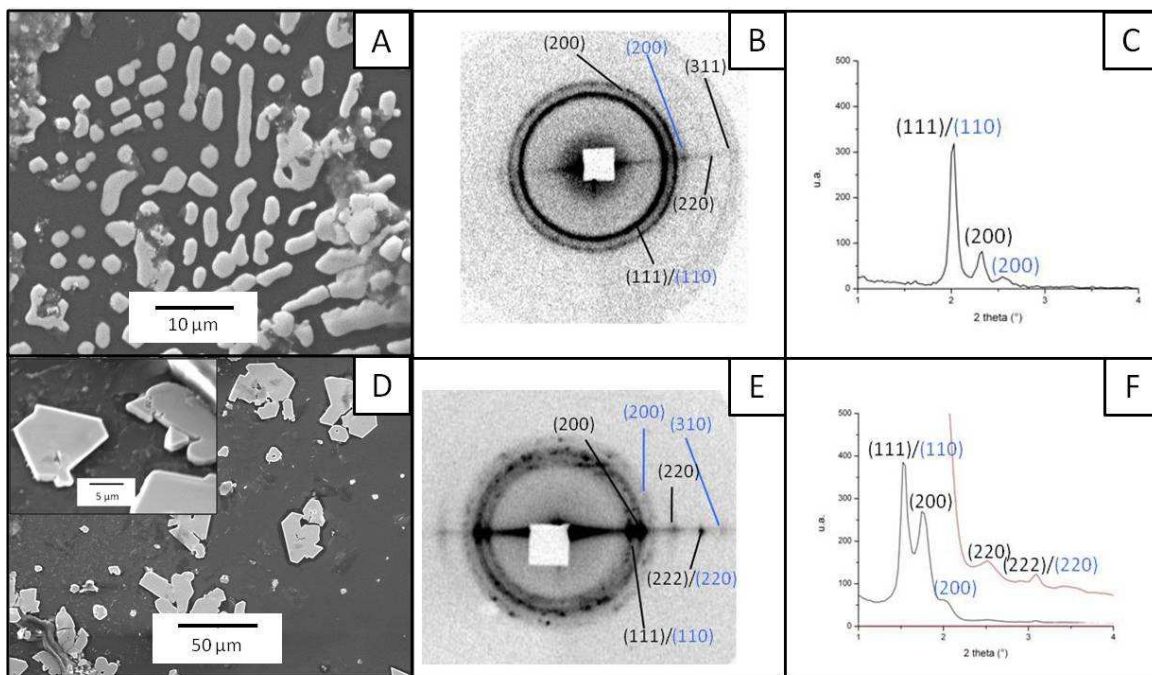 A
10 µm
B
(200)
(200)
(311)
(220)
(111)/(110)
C
500
400
300
200
100
0
u.a.
(111)/(110)
(200)
(200)
1 2 3 4
2 theta (°)
D
5 µm
50 µm
E
(200)
(200)
(310)
(220)
(222)/(220)
(111)/(110)
F
500
400
300
200
100
0
u.a.
(111)/(110)
(200)
(200)
(220)
(222)/(220)
1 2 3 4
2 theta (°)